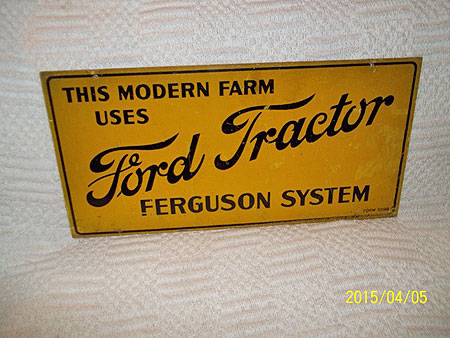 THIS MODERN FARM
USES
Ford Tractor
FERGUSON SYSTEM
2015/04/05